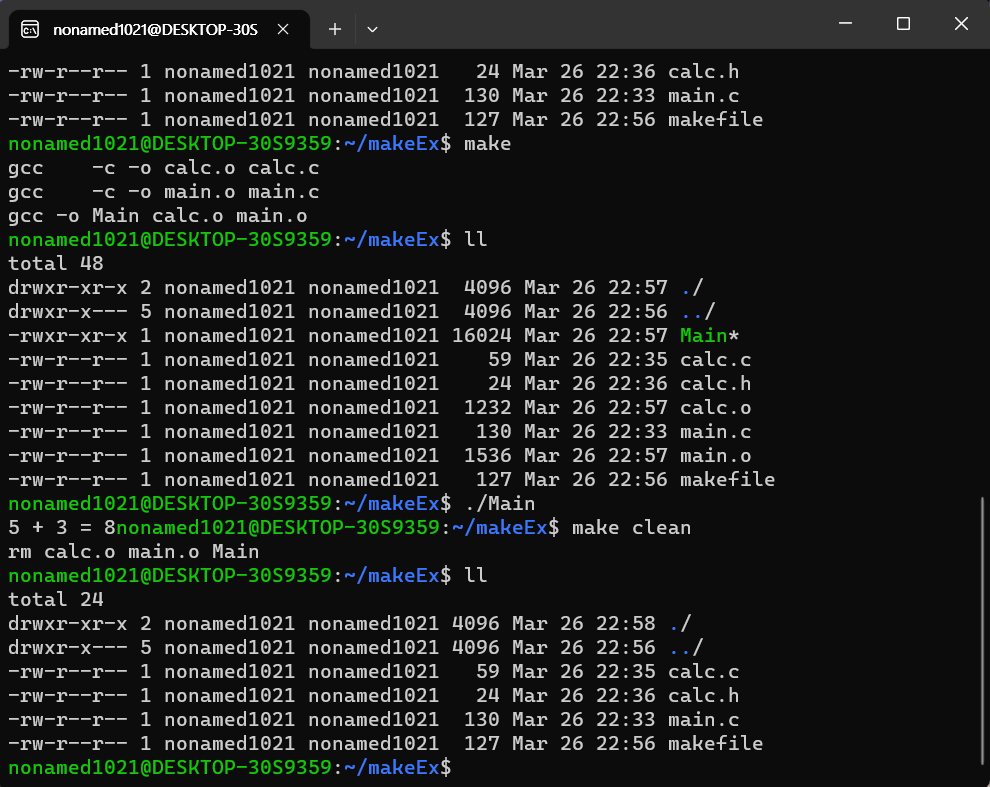 nonamed1021@DESKTOP-30S
-rw-r--r-- 1 nonamed1021 nonamed1021   24 Mar 26 22:36 calc.h
-rw-r--r-- 1 nonamed1021 nonamed1021  130 Mar 26 22:33 main.c
-rw-r--r-- 1 nonamed1021 nonamed1021  127 Mar 26 22:56 makefile
nonamed1021@DESKTOP-30S9359:~/makeEx$ make
gcc    -c -o calc.o calc.c
gcc    -c -o main.o main.c
gcc -o Main calc.o main.o
nonamed1021@DESKTOP-30S9359:~/makeEx$ ll
total 48
drwxr-xr-x 2 nonamed1021 nonamed1021  4096 Mar 26 22:57 ./
drwxr-x--- 5 nonamed1021 nonamed1021  4096 Mar 26 22:56 ../
-rwxr-xr-x 1 nonamed1021 nonamed1021 16024 Mar 26 22:57 Main*
-rw-r--r-- 1 nonamed1021 nonamed1021    59 Mar 26 22:35 calc.c
-rw-r--r-- 1 nonamed1021 nonamed1021    24 Mar 26 22:36 calc.h
-rw-r--r-- 1 nonamed1021 nonamed1021  1232 Mar 26 22:57 calc.o
-rw-r--r-- 1 nonamed1021 nonamed1021   130 Mar 26 22:33 main.c
-rw-r--r-- 1 nonamed1021 nonamed1021  1536 Mar 26 22:57 main.o
-rw-r--r-- 1 nonamed1021 nonamed1021   127 Mar 26 22:56 makefile
nonamed1021@DESKTOP-30S9359:~/makeEx$ ./Main
5 + 3 = 8nonamed1021@DESKTOP-30S9359:~/makeEx$ make clean
rm calc.o main.o Main
nonamed1021@DESKTOP-30S9359:~/makeEx$ ll
total 24
drwxr-xr-x 2 nonamed1021 nonamed1021 4096 Mar 26 22:58 ./
drwxr-x--- 5 nonamed1021 nonamed1021 4096 Mar 26 22:56 ../
-rw-r--r-- 1 nonamed1021 nonamed1021   59 Mar 26 22:35 calc.c
-rw-r--r-- 1 nonamed1021 nonamed1021   24 Mar 26 22:36 calc.h
-rw-r--r-- 1 nonamed1021 nonamed1021  130 Mar 26 22:33 main.c
-rw-r--r-- 1 nonamed1021 nonamed1021  127 Mar 26 22:56 makefile
nonamed1021@DESKTOP-30S9359:~/makeEx$